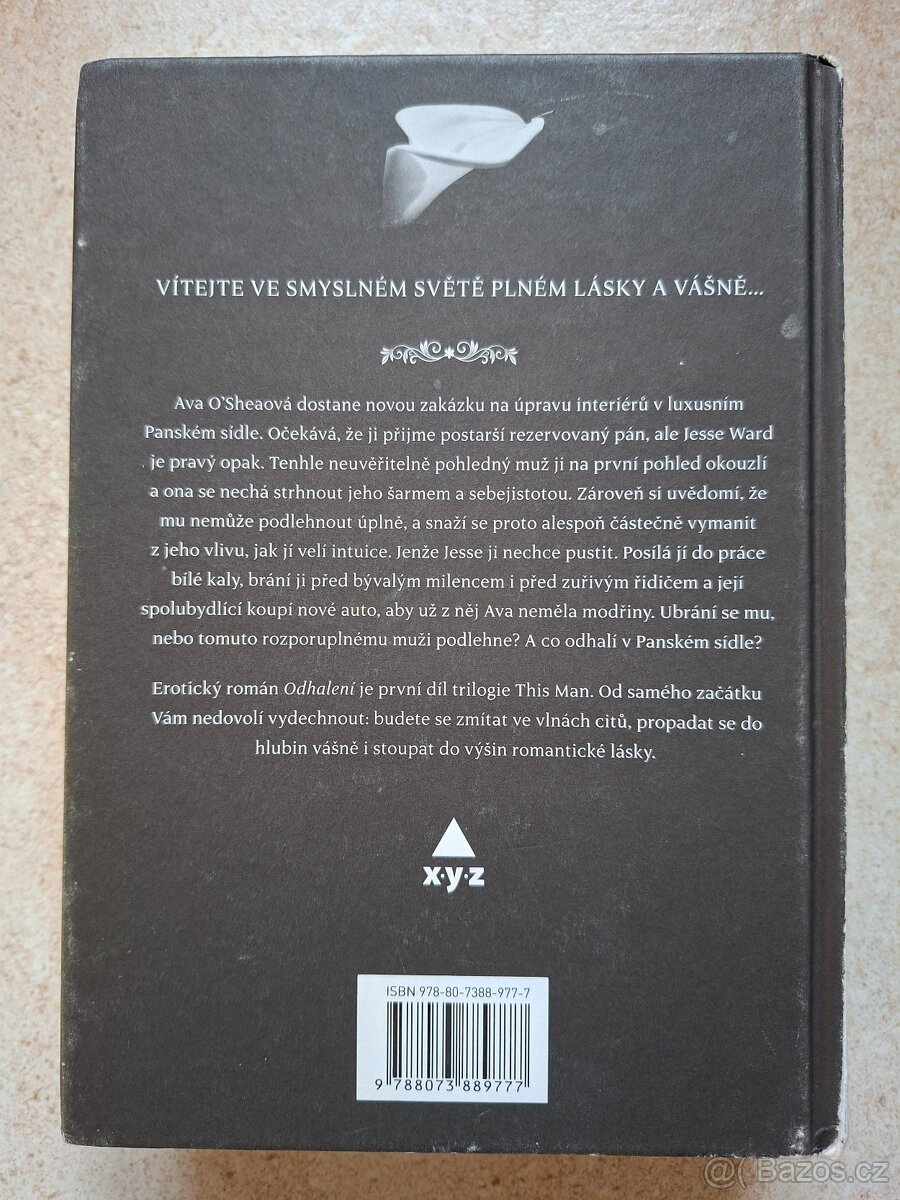 VÍTEJTE VE SMYSLNÉM SVĚTĚ PLNÉM LÁSKY A VÁŠNĚ...
Ava O'Sheaová dostane novou zakázku na úpravu interiérů v luxusním
Panském sídle. Očekává, že ji přijme postarší rezervovaný pán, ale Jesse Ward
je pravý opak. Tenhle neuvěřitelně pohledný muž ji na první pohled okouzlí
a ona se nechá strhnout jeho šarmem a sebejistotou. Zároveň si uvědomí, že
mu nemůže podlehnout úplně, a snaží se proto alespoň částečně vymanit
z jeho vlivu, jak jí velí intuice. Jenže Jesse ji nechce pustit. Posílá jí do práce
bílé kaly, brání ji před bývalým milencem i před zuřivým řidičem a její
spolubydlící koupí nové auto, aby už z něj Ava neměla modřiny. Ubrání se mu,
nebo tomuto rozporuplnému muži podlehne? A co odhalí v Panském sídle?
Erotický román Odhalení je první díl trilogie This Man. Od samého začátku
Vám nedovolí vydechnout: budete se zmítat ve vlnách citů, propadat se do
hlubin vášně i stoupat do výšin romantické lásky.
x·y·z
ISBN 978-80-7388-977-7
9 788073 889777
@ Bazos.cz